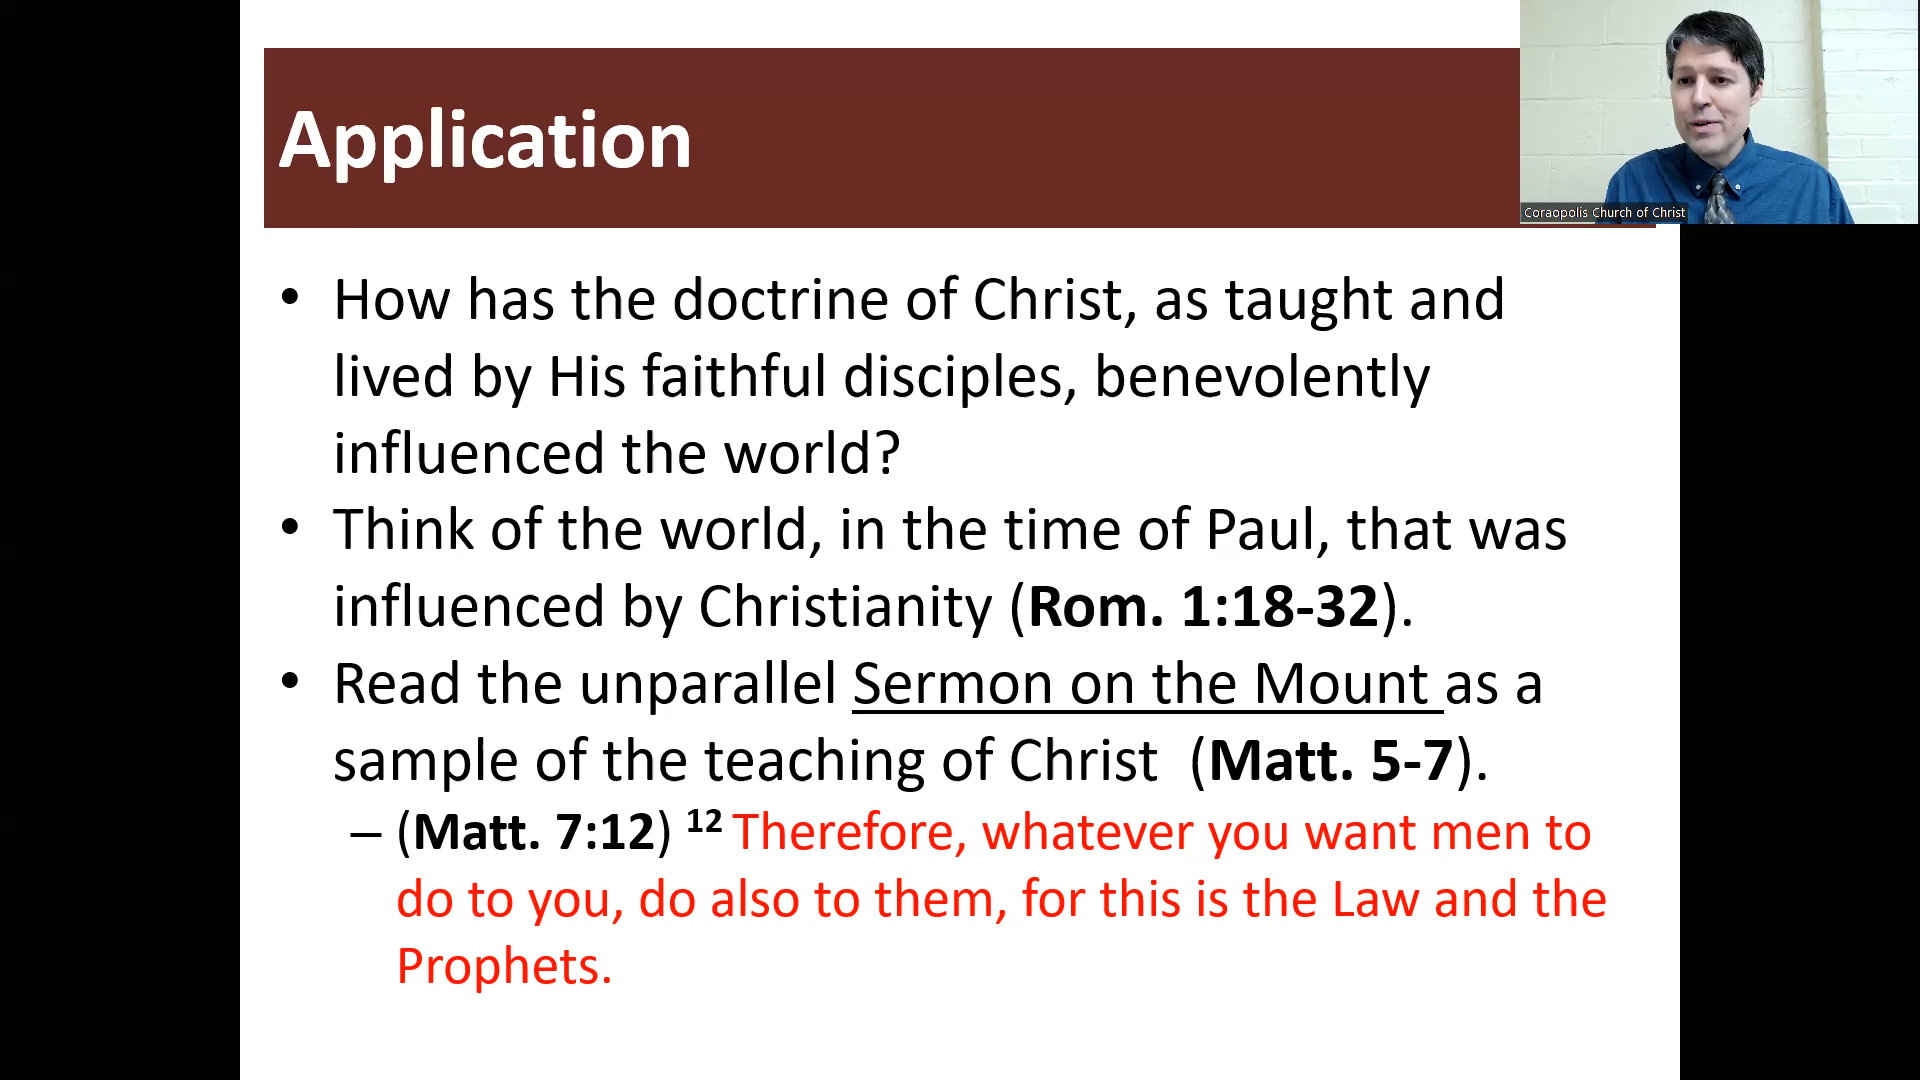 Application
Coraopolis Church of Christ
• How has the doctrine of Christ, as taught and
lived by His faithful disciples, benevolently
influenced the world?
• Think of the world, in the time of Paul, that was
influenced by Christianity (Rom. 1:18-32).
• Read the unparallel Sermon on the Mount as a
sample of the teaching of Christ (Matt. 5-7).
– (Matt. 7:12) 12 Therefore, whatever you want men to
do to you, do also to them, for this is the Law and the
Prophets.